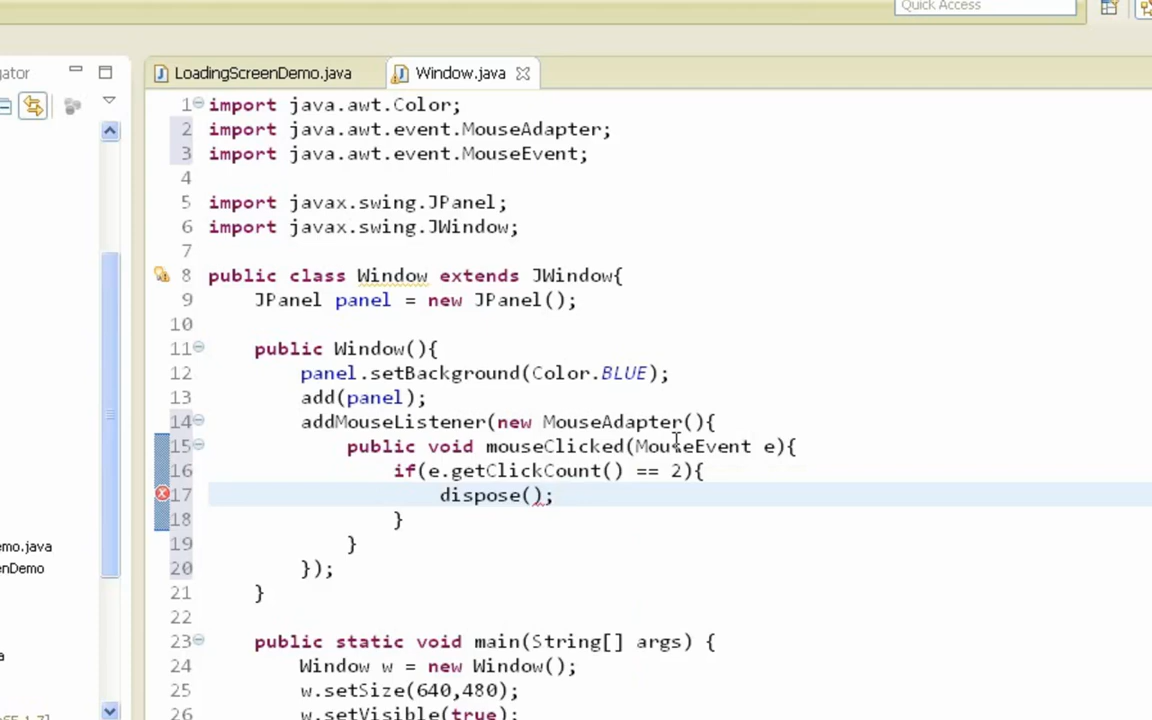 Quick Access
gator
LoadingScreenDemo.java
Window.java
1 import java.awt.Color;
2 import java.awt.event.MouseAdapter;
3 import java.awt.event.MouseEvent;
4
5 import javax.swing.JPanel;
6 import javax.swing.JWindow;
7
8 public class Window extends JWindow{
9 JPanel panel = new JPanel();
10
11 public Window(){
12 panel.setBackground(Color.BLUE);
13 add(panel);
14 addMouseListener(new MouseAdapter(){
15 public void mouseClicked(MouseEvent e){
16 if(e.getClickCount() == 2){
17 dispose();
18 }
19 }
20 });
21 }
22
23 public static void main(String[] args) {
24 Window w = new Window();
25 w.setSize(640,480);
26 w.setVisible(true);
emo.java
enDemo
a